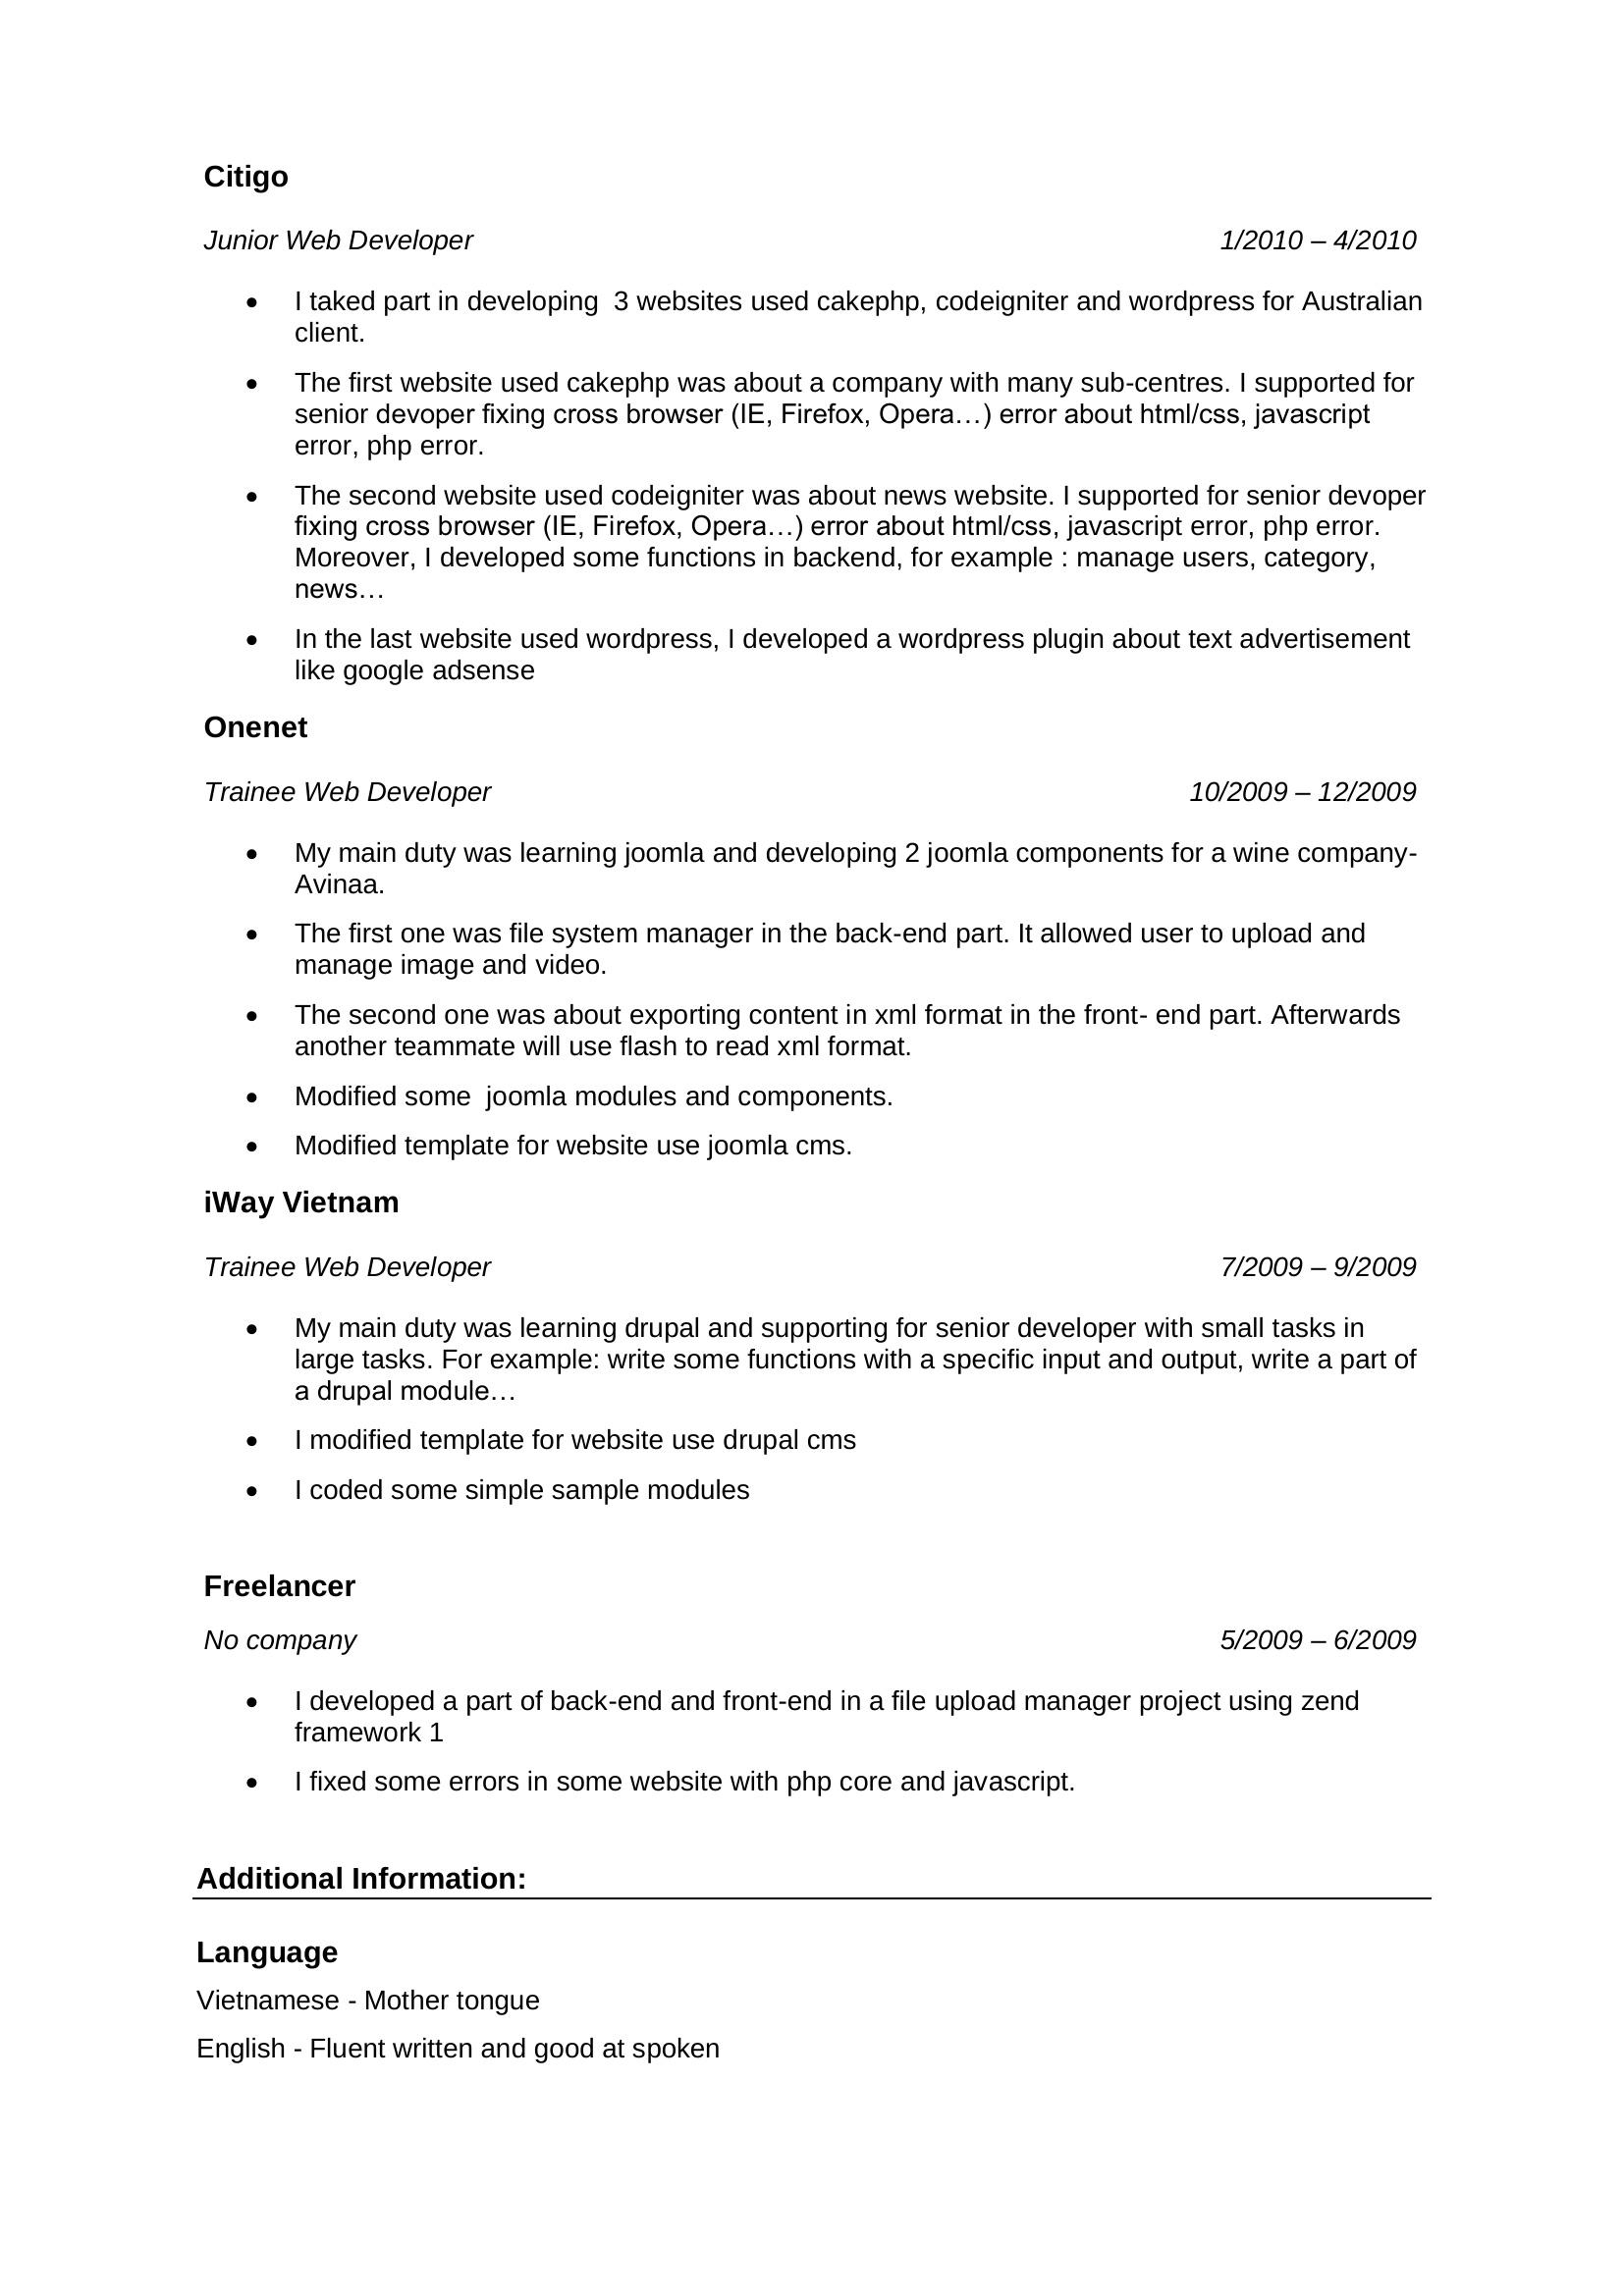 Citigo
Junior Web Developer 1/2010 – 4/2010
• I taked part in developing  3 websites used cakephp, codeigniter and wordpress for Australian
client.
• The first website used cakephp was about a company with many sub-centres. I supported for
senior devoper fixing cross browser (IE, Firefox, Opera…) error about html/css, javascript
error, php error.
• The second website used codeigniter was about news website. I supported for senior devoper
fixing cross browser (IE, Firefox, Opera…) error about html/css, javascript error, php error.
Moreover, I developed some functions in backend, for example : manage users, category,
news…
• In the last website used wordpress, I developed a wordpress plugin about text advertisement
like google adsense
Onenet
Trainee Web Developer 10/2009 – 12/2009
• My main duty was learning joomla and developing 2 joomla components for a wine company-
Avinaa.
• The first one was file system manager in the back-end part. It allowed user to upload and
manage image and video.
• The second one was about exporting content in xml format in the front- end part. Afterwards
another teammate will use flash to read xml format.
• Modified some  joomla modules and components.
• Modified template for website use joomla cms.
iWay Vietnam
Trainee Web Developer 7/2009 – 9/2009
• My main duty was learning drupal and supporting for senior developer with small tasks in
large tasks. For example: write some functions with a specific input and output, write a part of
a drupal module…
• I modified template for website use drupal cms
• I coded some simple sample modules
Freelancer
No company 5/2009 – 6/2009
• I developed a part of back-end and front-end in a file upload manager project using zend
framework 1
• I fixed some errors in some website with php core and javascript.
Additional Information:
Language
Vietnamese - Mother tongue
English - Fluent written and good at spoken